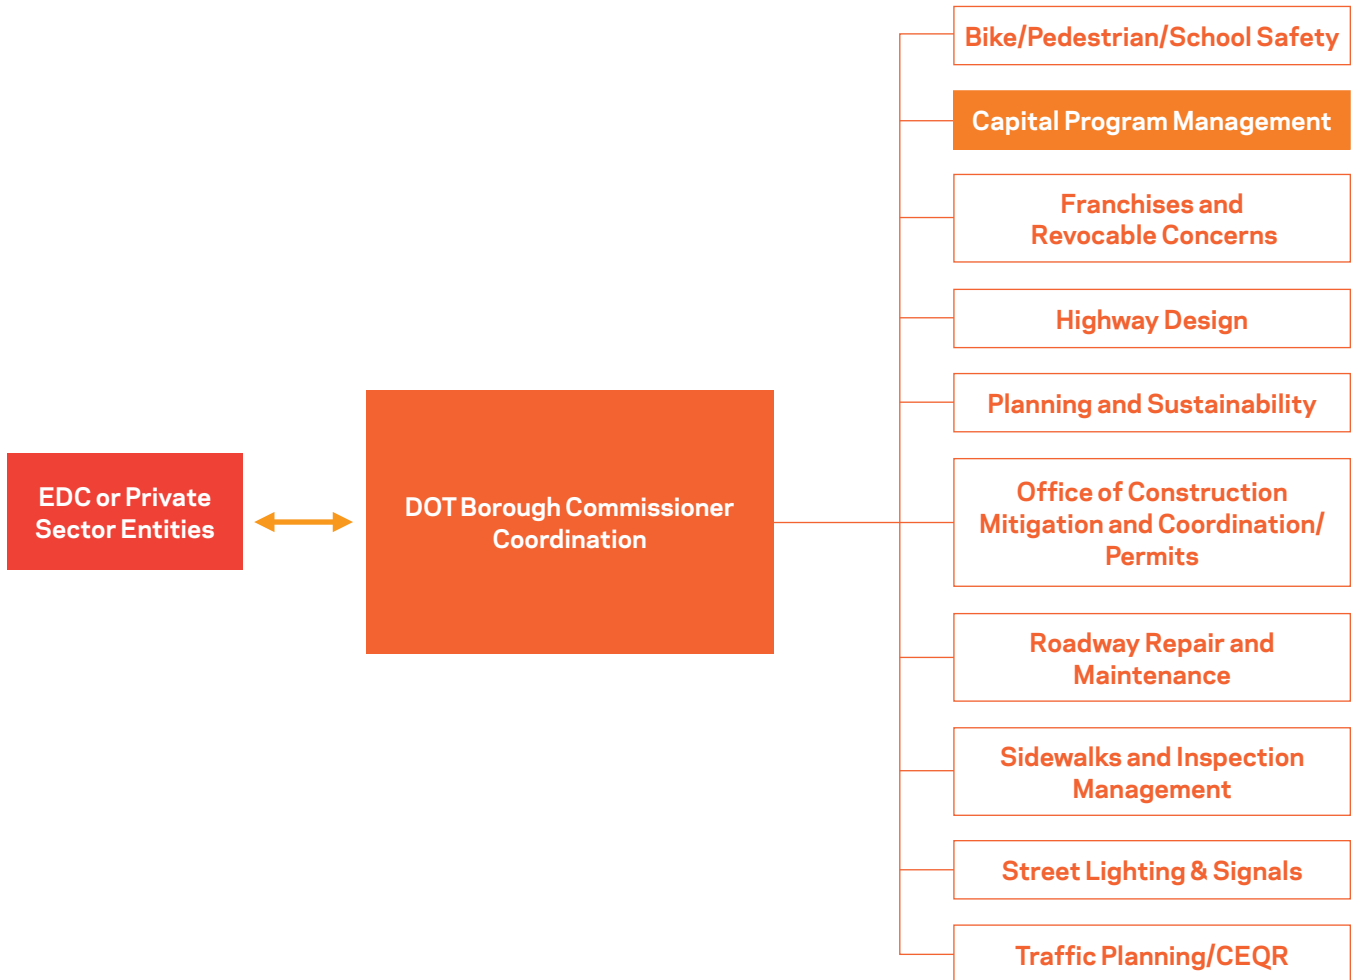 EDC or Private
Sector Entities
DOT Borough Commissioner
Coordination
Bike/Pedestrian/School Safety
Capital Program Management
Franchises and
Revocable Concerns
Highway Design
Planning and Sustainability
Office of Construction
Mitigation and Coordination/
Permits
Roadway Repair and
Maintenance
Sidewalks and Inspection
Management
Street Lighting & Signals
Traffic Planning/CEQR